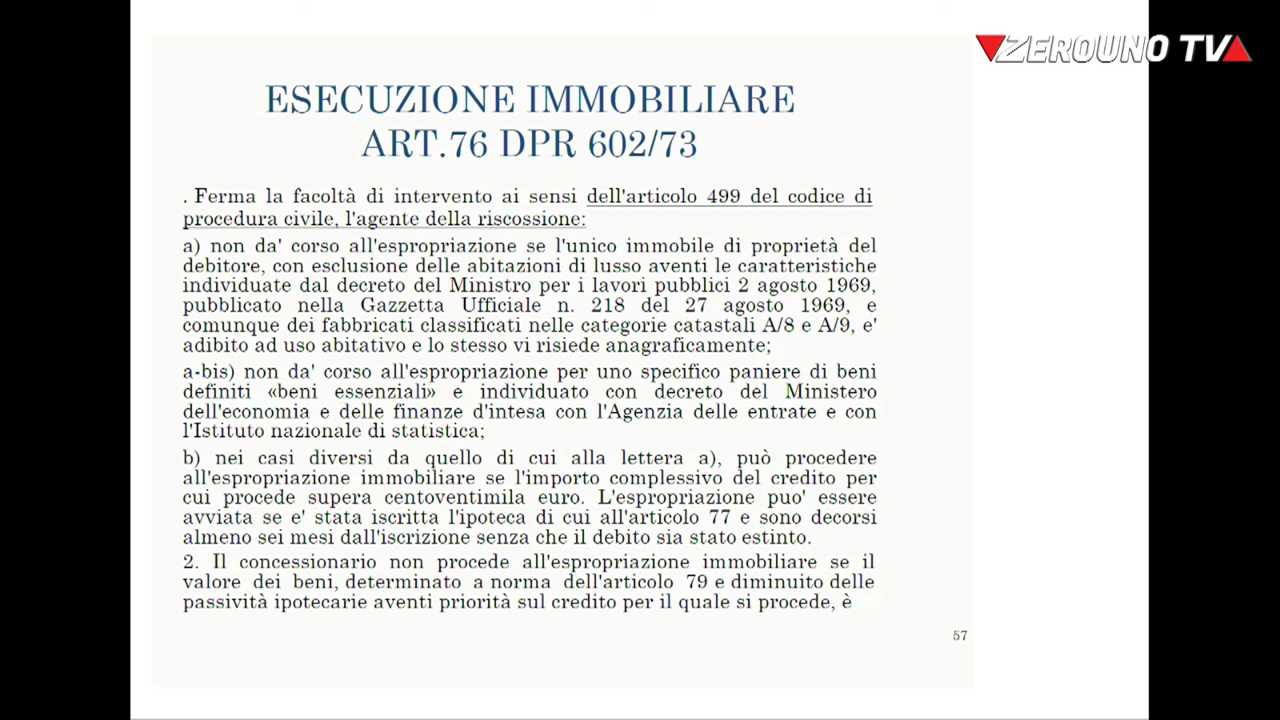 ZEROUNO TV
ESECUZIONE IMMOBILIARE
ART.76 DPR 602/73
. Ferma la facoltà di intervento ai sensi dell'articolo 499 del codice di
procedura civile, l'agente della riscossione:
a) non da' corso all'espropriazione se l'unico immobile di proprietà del
debitore, con esclusione delle abitazioni di lusso aventi le caratteristiche
individuate dal decreto del Ministro per i lavori pubblici 2 agosto 1969,
pubblicato nella Gazzetta Ufficiale n. 218 del 27 agosto 1969, e
comunque dei fabbricati classificati nelle categorie catastali A/8 e A/9, e'
adibito ad uso abitativo e lo stesso vi risiede anagraficamente;
a-bis) non da' corso all'espropriazione per uno specifico paniere di beni
definiti «beni essenziali» e individuato con decreto del Ministero
dell'economia e delle finanze d'intesa con l'Agenzia delle entrate e con
l'Istituto nazionale di statistica;
b) nei casi diversi da quello di cui alla lettera a), può procedere
all'espropriazione immobiliare se l'importo complessivo del credito per
cui procede supera centoventimila euro. L'espropriazione puo' essere
avviata se e' stata iscritta l'ipoteca di cui all'articolo 77 e sono decorsi
almeno sei mesi dall'iscrizione senza che il debito sia stato estinto.
2. Il concessionario non procede all'espropriazione immobiliare se il
valore dei beni, determinato a norma dell'articolo 79 e diminuito delle
passività ipotecarie aventi priorità sul credito per il quale si procede, è
57